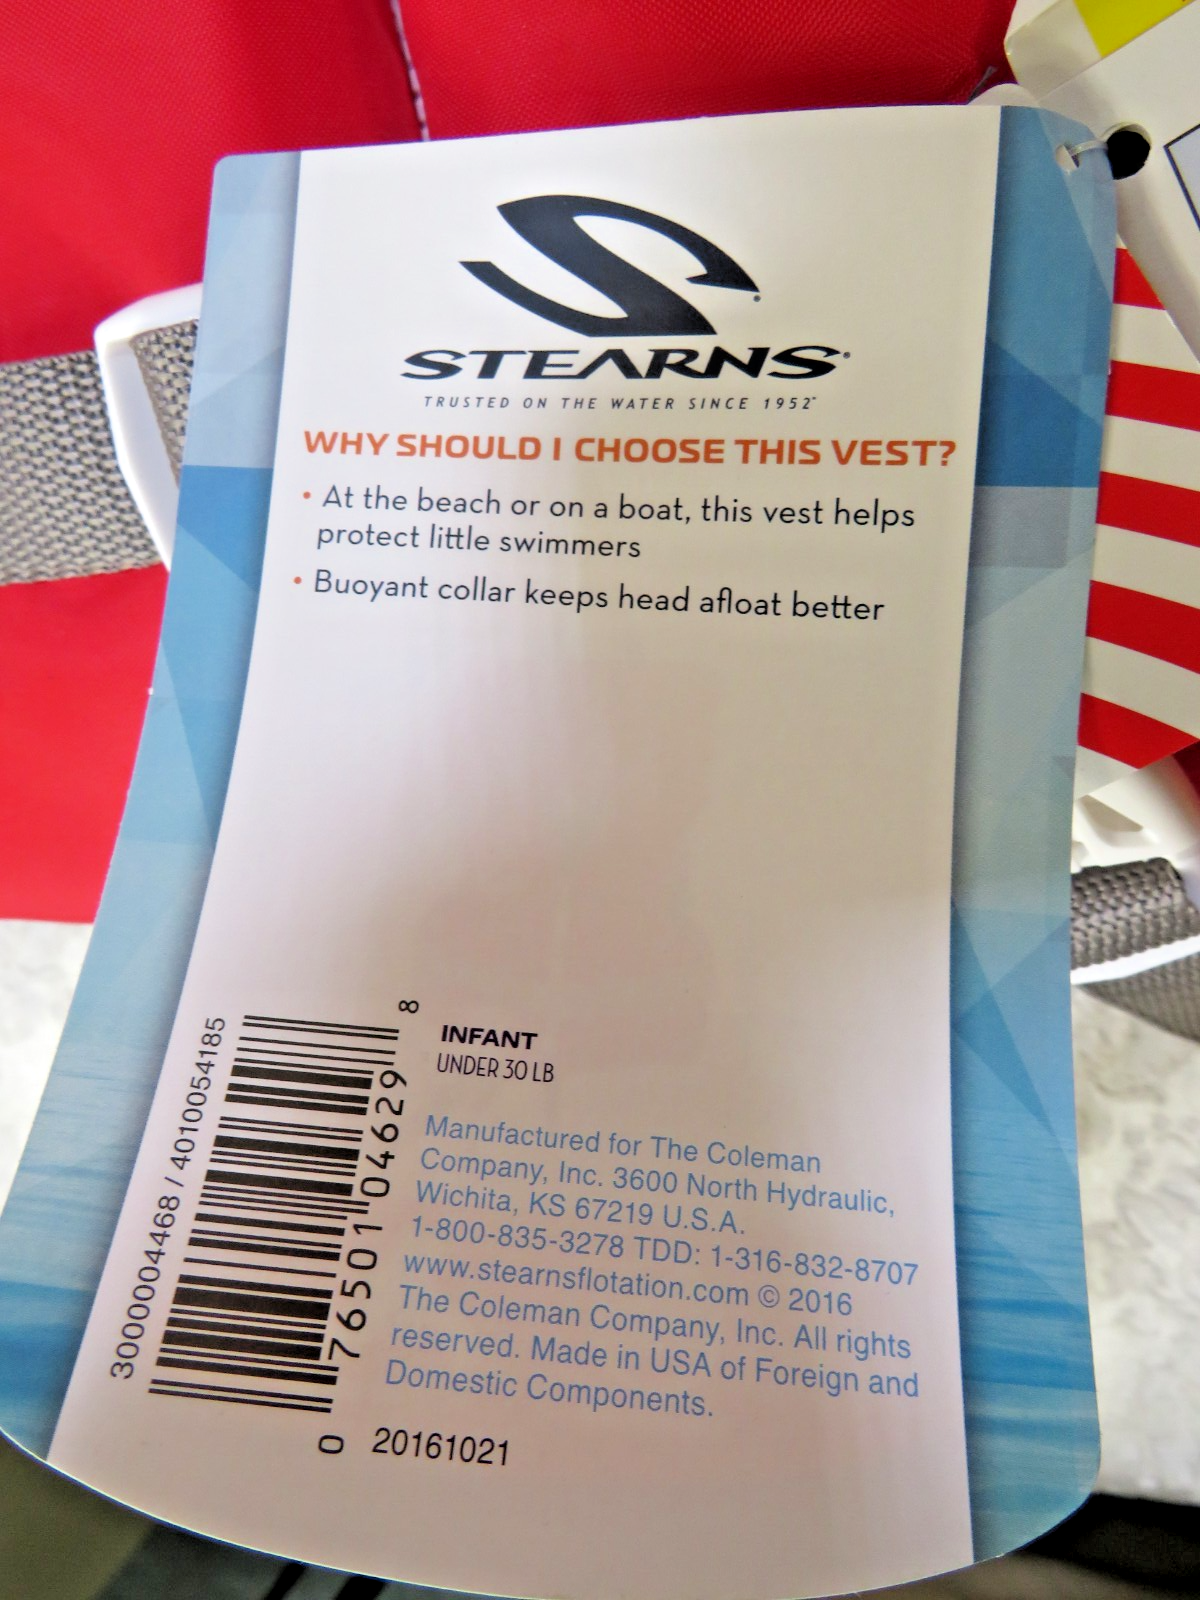 STEARNS
TRUSTED ON THE WATER SINCE 1952
WHY SHOULD I CHOOSE THIS VEST?
• At the beach or on a boat, this vest helps
protect little swimmers
• Buoyant collar keeps head afloat better
INFANT
UNDER 30 LB
Manufactured for The Coleman
Company, Inc. 3600 North Hydraulic,
Wichita, KS 67219 U.S.A.
1-800-835-3278 TDD: 1-316-832-8707
www.stearnsflotation.com © 2016
The Coleman Company, Inc. All rights
reserved. Made in USA of Foreign and
Domestic Components.
20161021
3000004468 / 4010054185
0 76501 04629 8